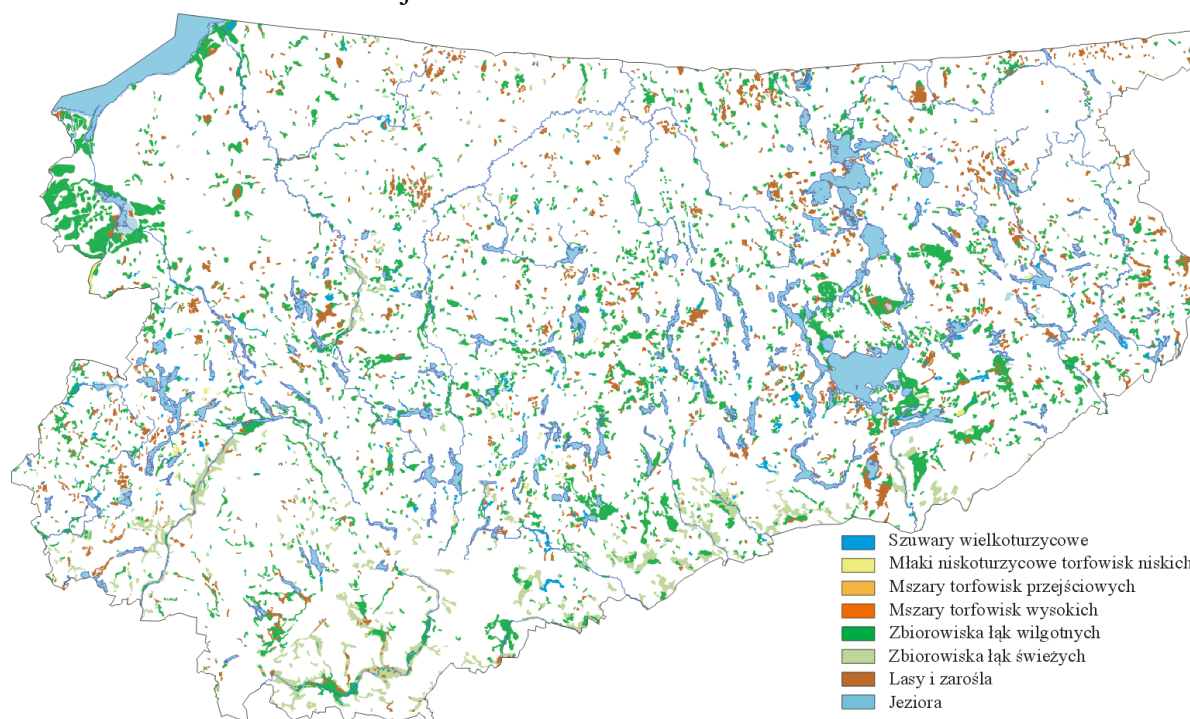 Szuwary wielkoturzycowe
Młaki niskoturzycowe torfowisk niskich
Mszary torfowisk przejściowych
Mszary torfowisk wysokich
Zbiorowiska łąk wilgotnych
Zbiorowiska łąk świeżych
Lasy i zarośla
Jeziora